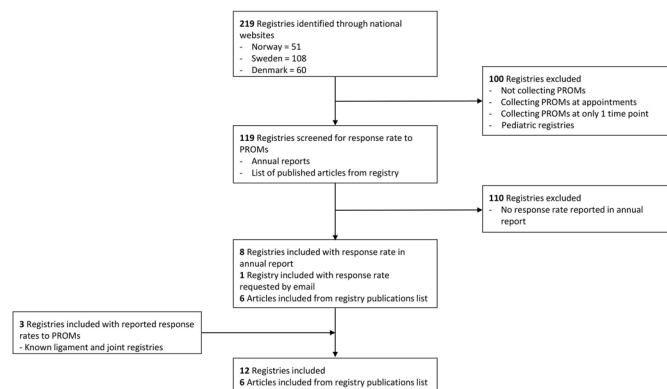 219 Registries identified through national
websites
- Norway = 51
- Sweden = 108
- Denmark = 60
100 Registries excluded
- Not collecting PROMs
- Collecting PROMs at appointments
- Collecting PROMs at only 1 time point
- Pediatric registries
119 Registries screened for response rate to
PROMs
- Annual reports
- List of published articles from registry
110 Registries excluded
- No response rate reported in annual
report
8 Registries included with response rate in
annual report
1 Registry included with response rate
requested by email
6 Articles included from registry publications list
3 Registries included with reported response
rates to PROMs
- Known ligament and joint registries
12 Registries included
6 Articles included from registry publications list